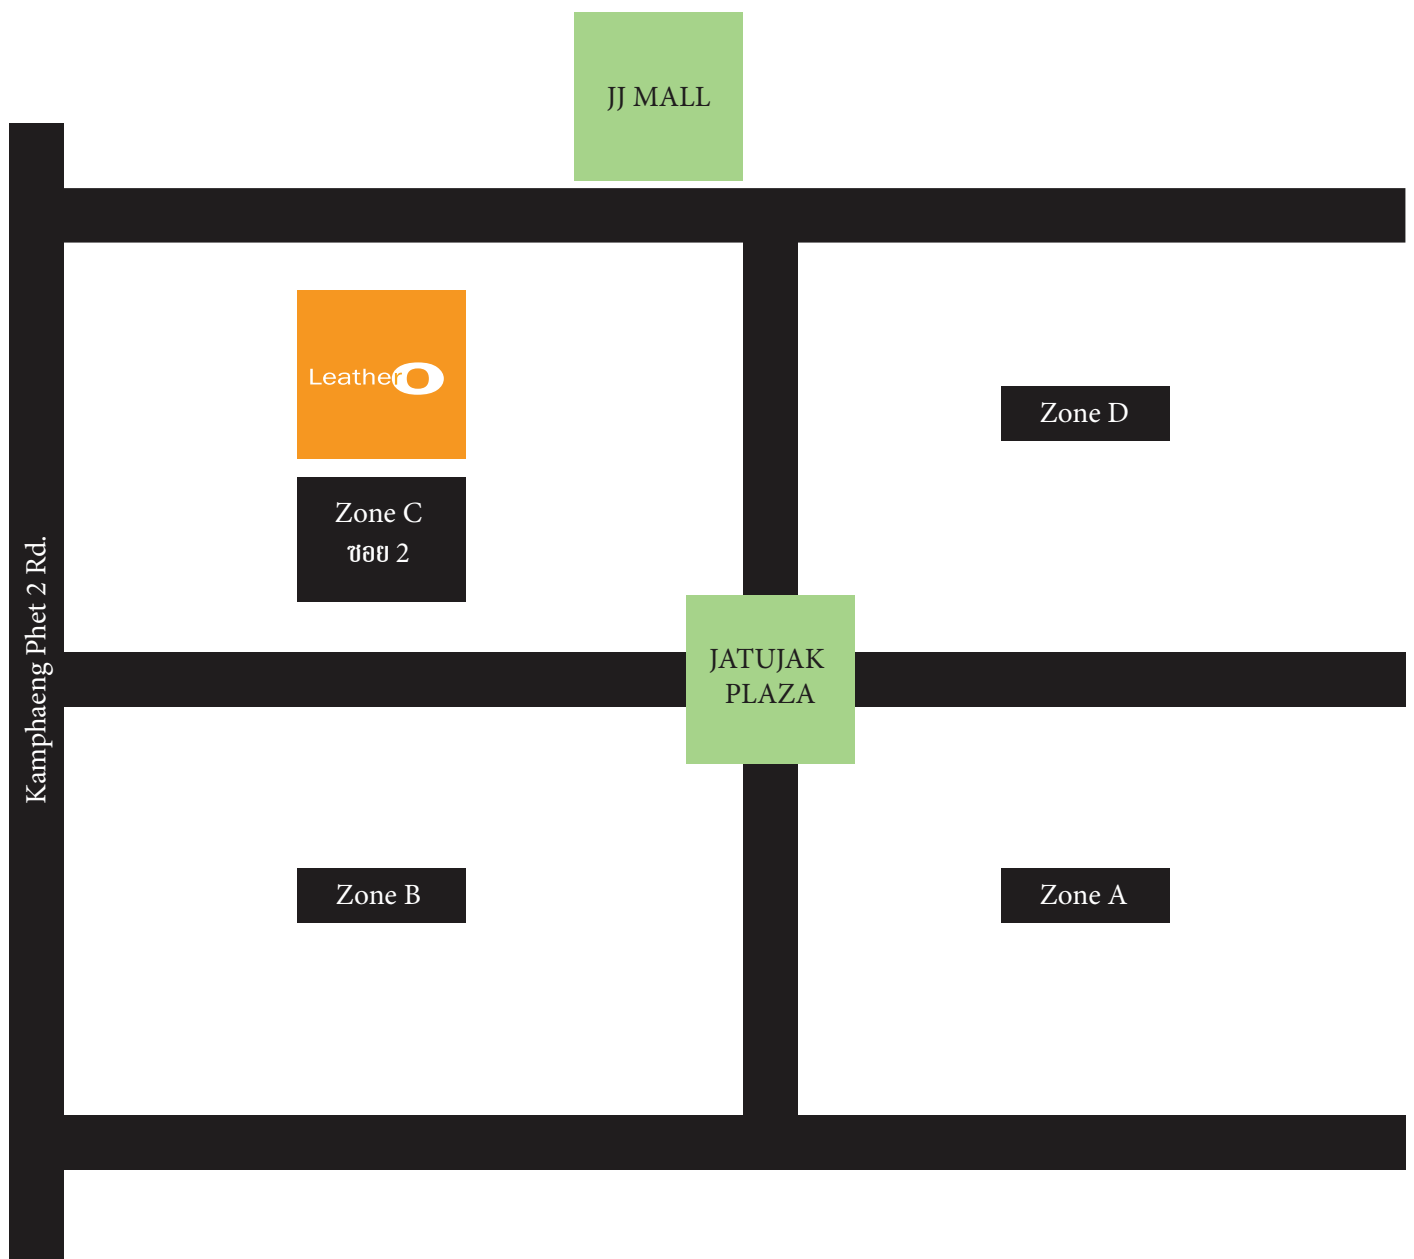 JJ MALL
LeatherO
Zone D
Zone C
ซอย 2
Kamphaeng Phet 2 Rd.
JATUJAK
PLAZA
Zone B
Zone A